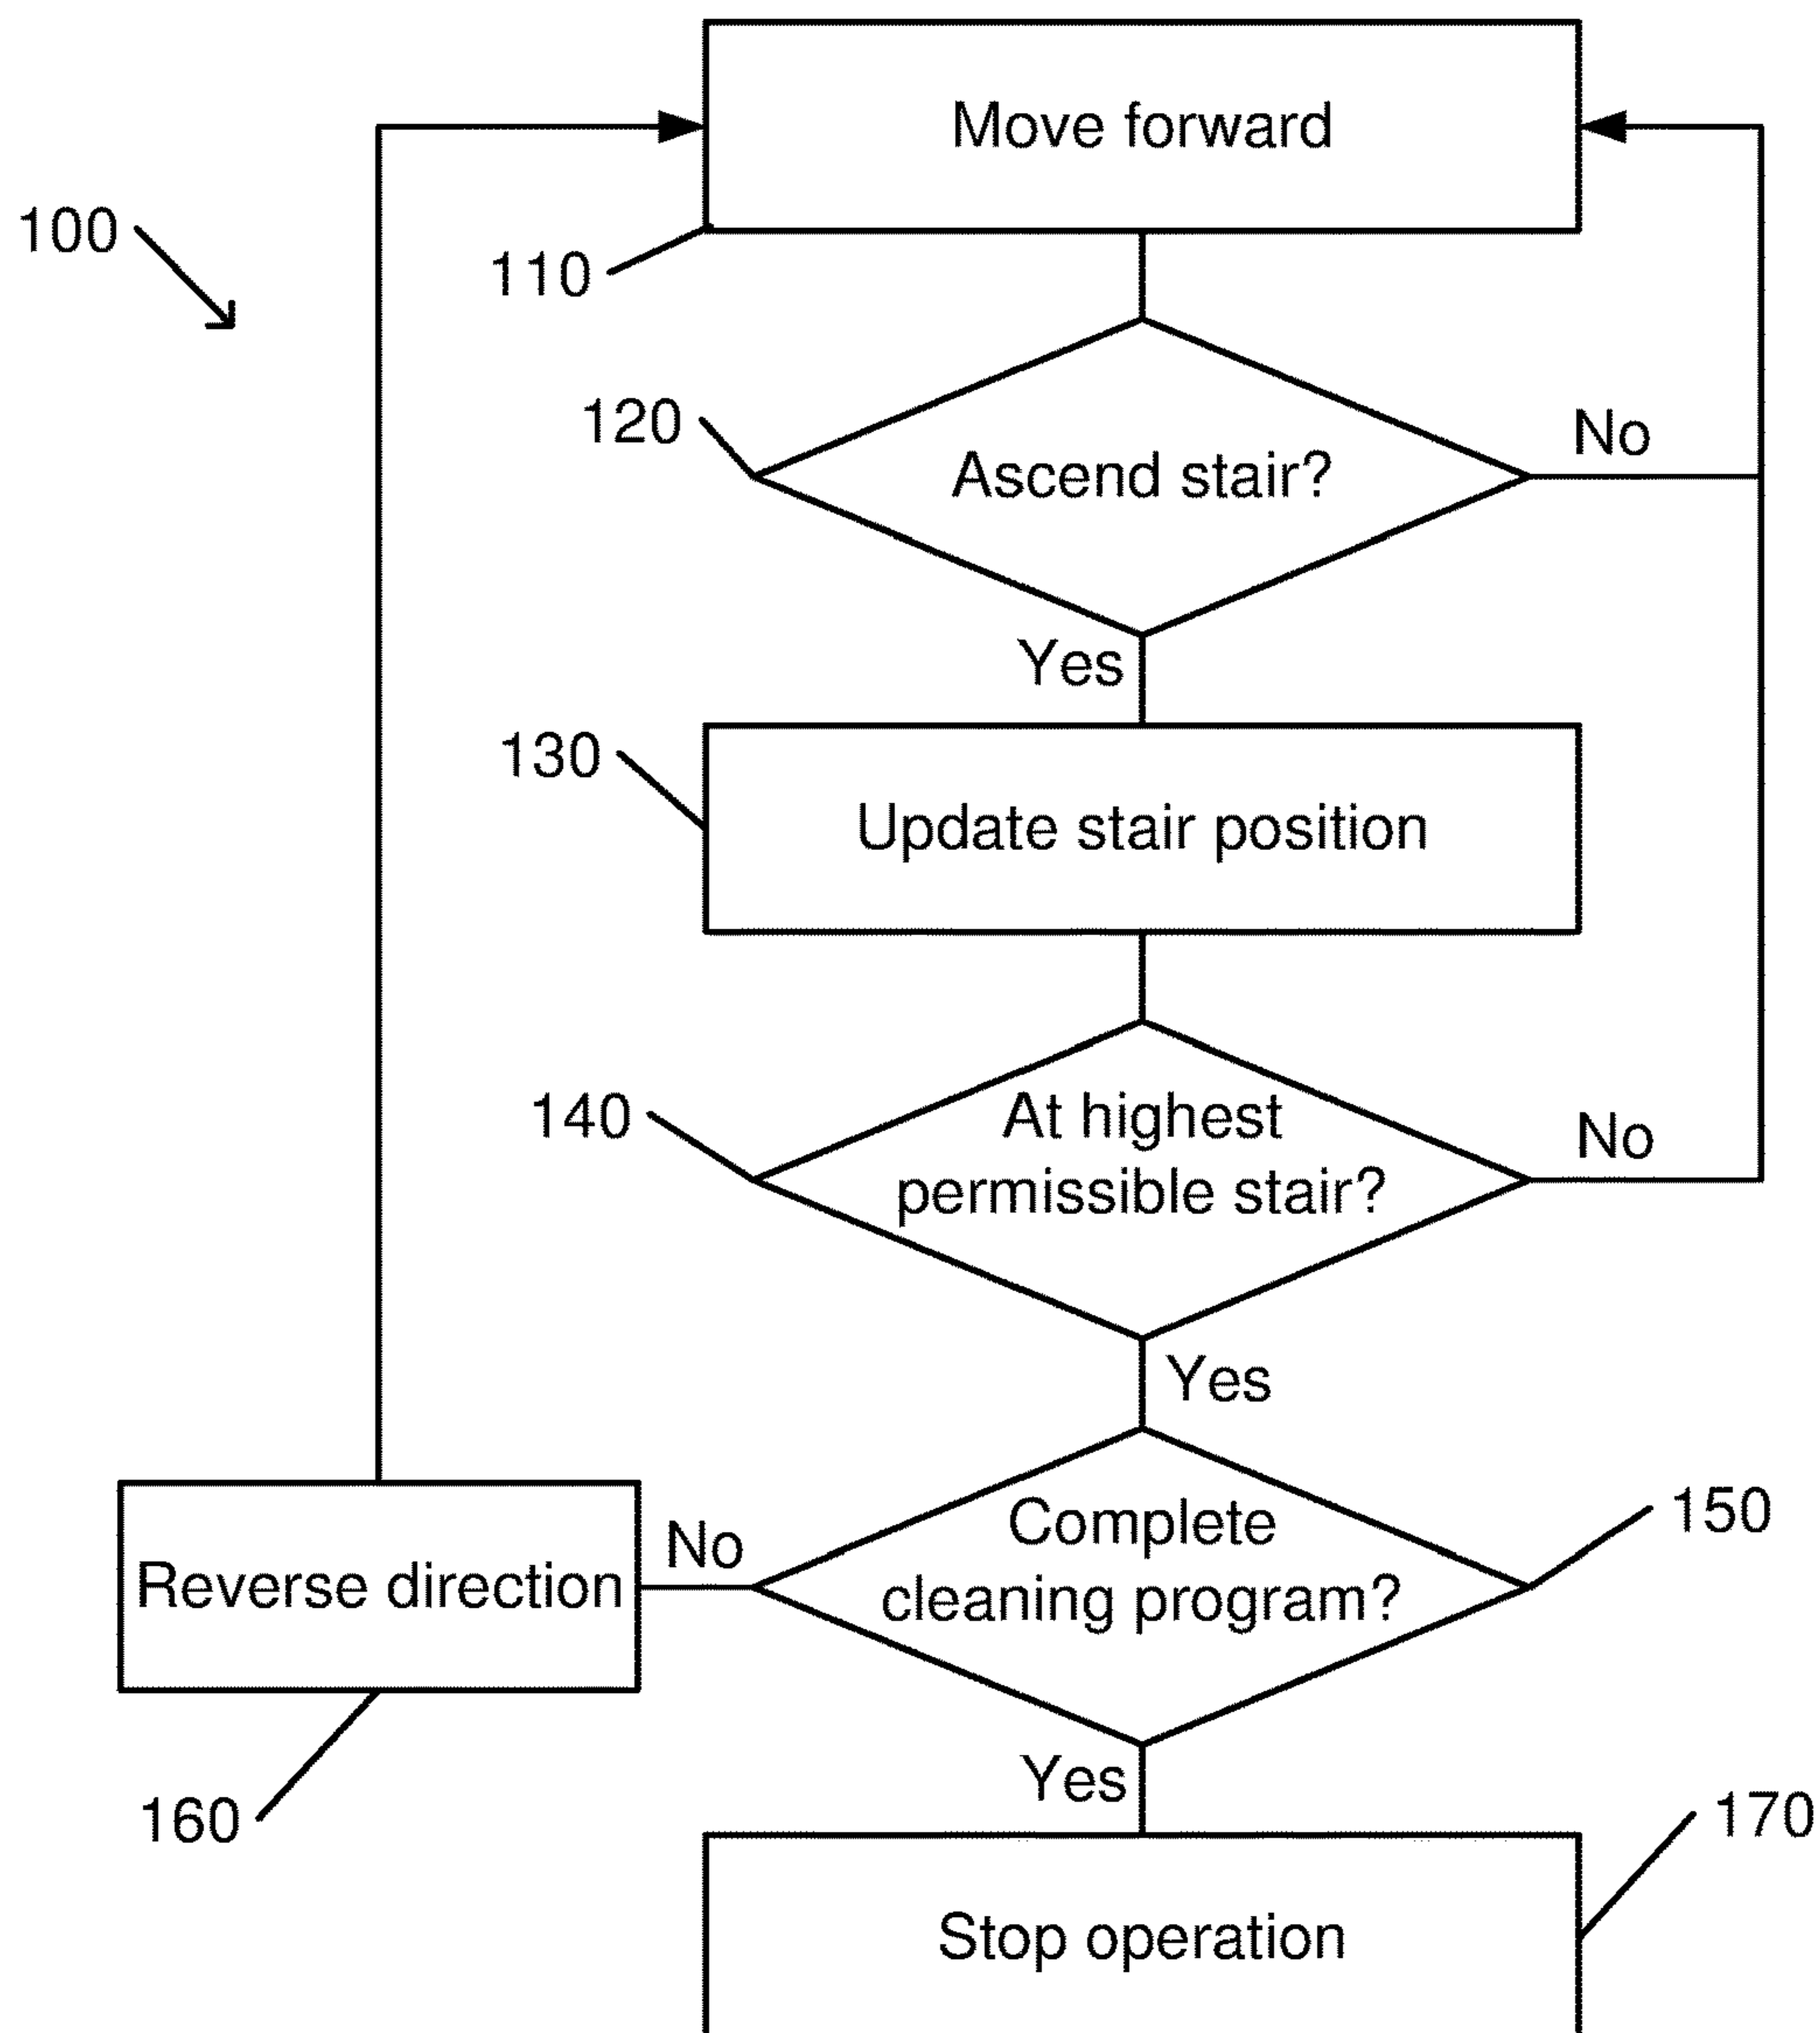 Move forward
100
110
120
Ascend stair?
No
Yes
130
Update stair position
140
At highest
permissible stair?
No
Yes
Complete
cleaning program?
150
No
Reverse direction
160
Yes
170
Stop operation